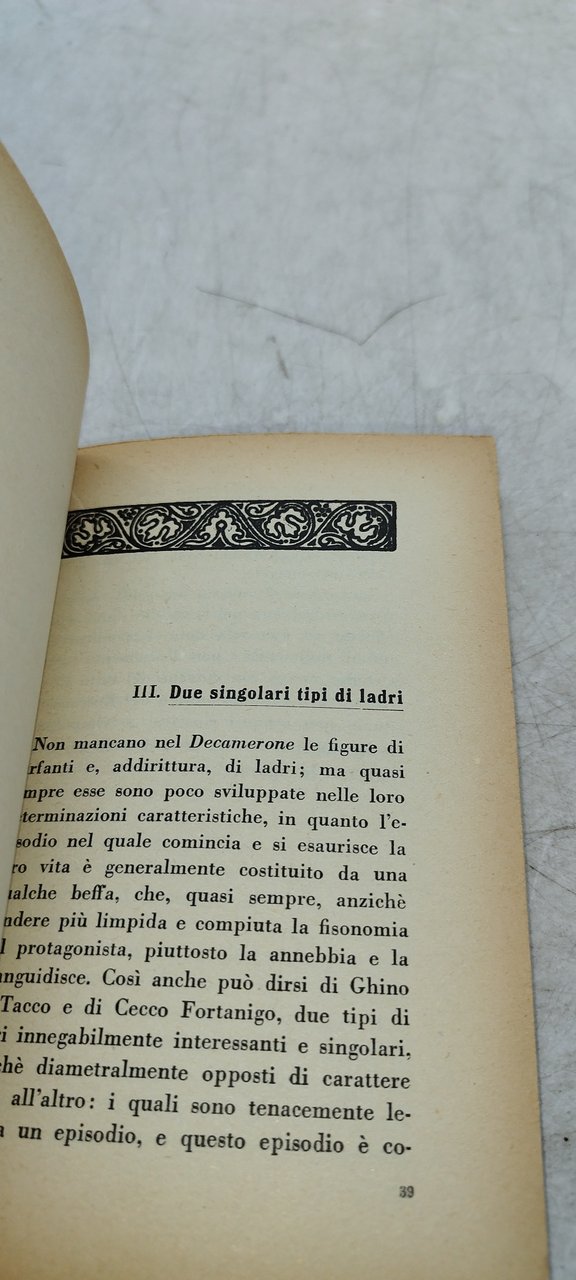 III. Due singolari tipi di ladri
Non mancano nel Decamerone le figure di
rfanti e, addirittura, di ladri; ma quasi
mpre esse sono poco sviluppate nelle loro
terminazioni caratteristiche, in quanto l'e-
sodio nel quale comincia e si esaurisce la
ro vita è generalmente costituito da una
ualche beffa, che, quasi sempre, anzichè
ndere più limpida e compiuta la fisonomia
l protagonista, piuttosto la annebbia e la
nguidisce. Così anche può dirsi di Ghino
Tacco e di Cecco Fortanigo, due tipi di
i innegabilmente interessanti e singolari,
chè diametralmente opposti di carattere
all'altro: i quali sono tenacemente le-
a un episodio, e questo episodio è co-
39